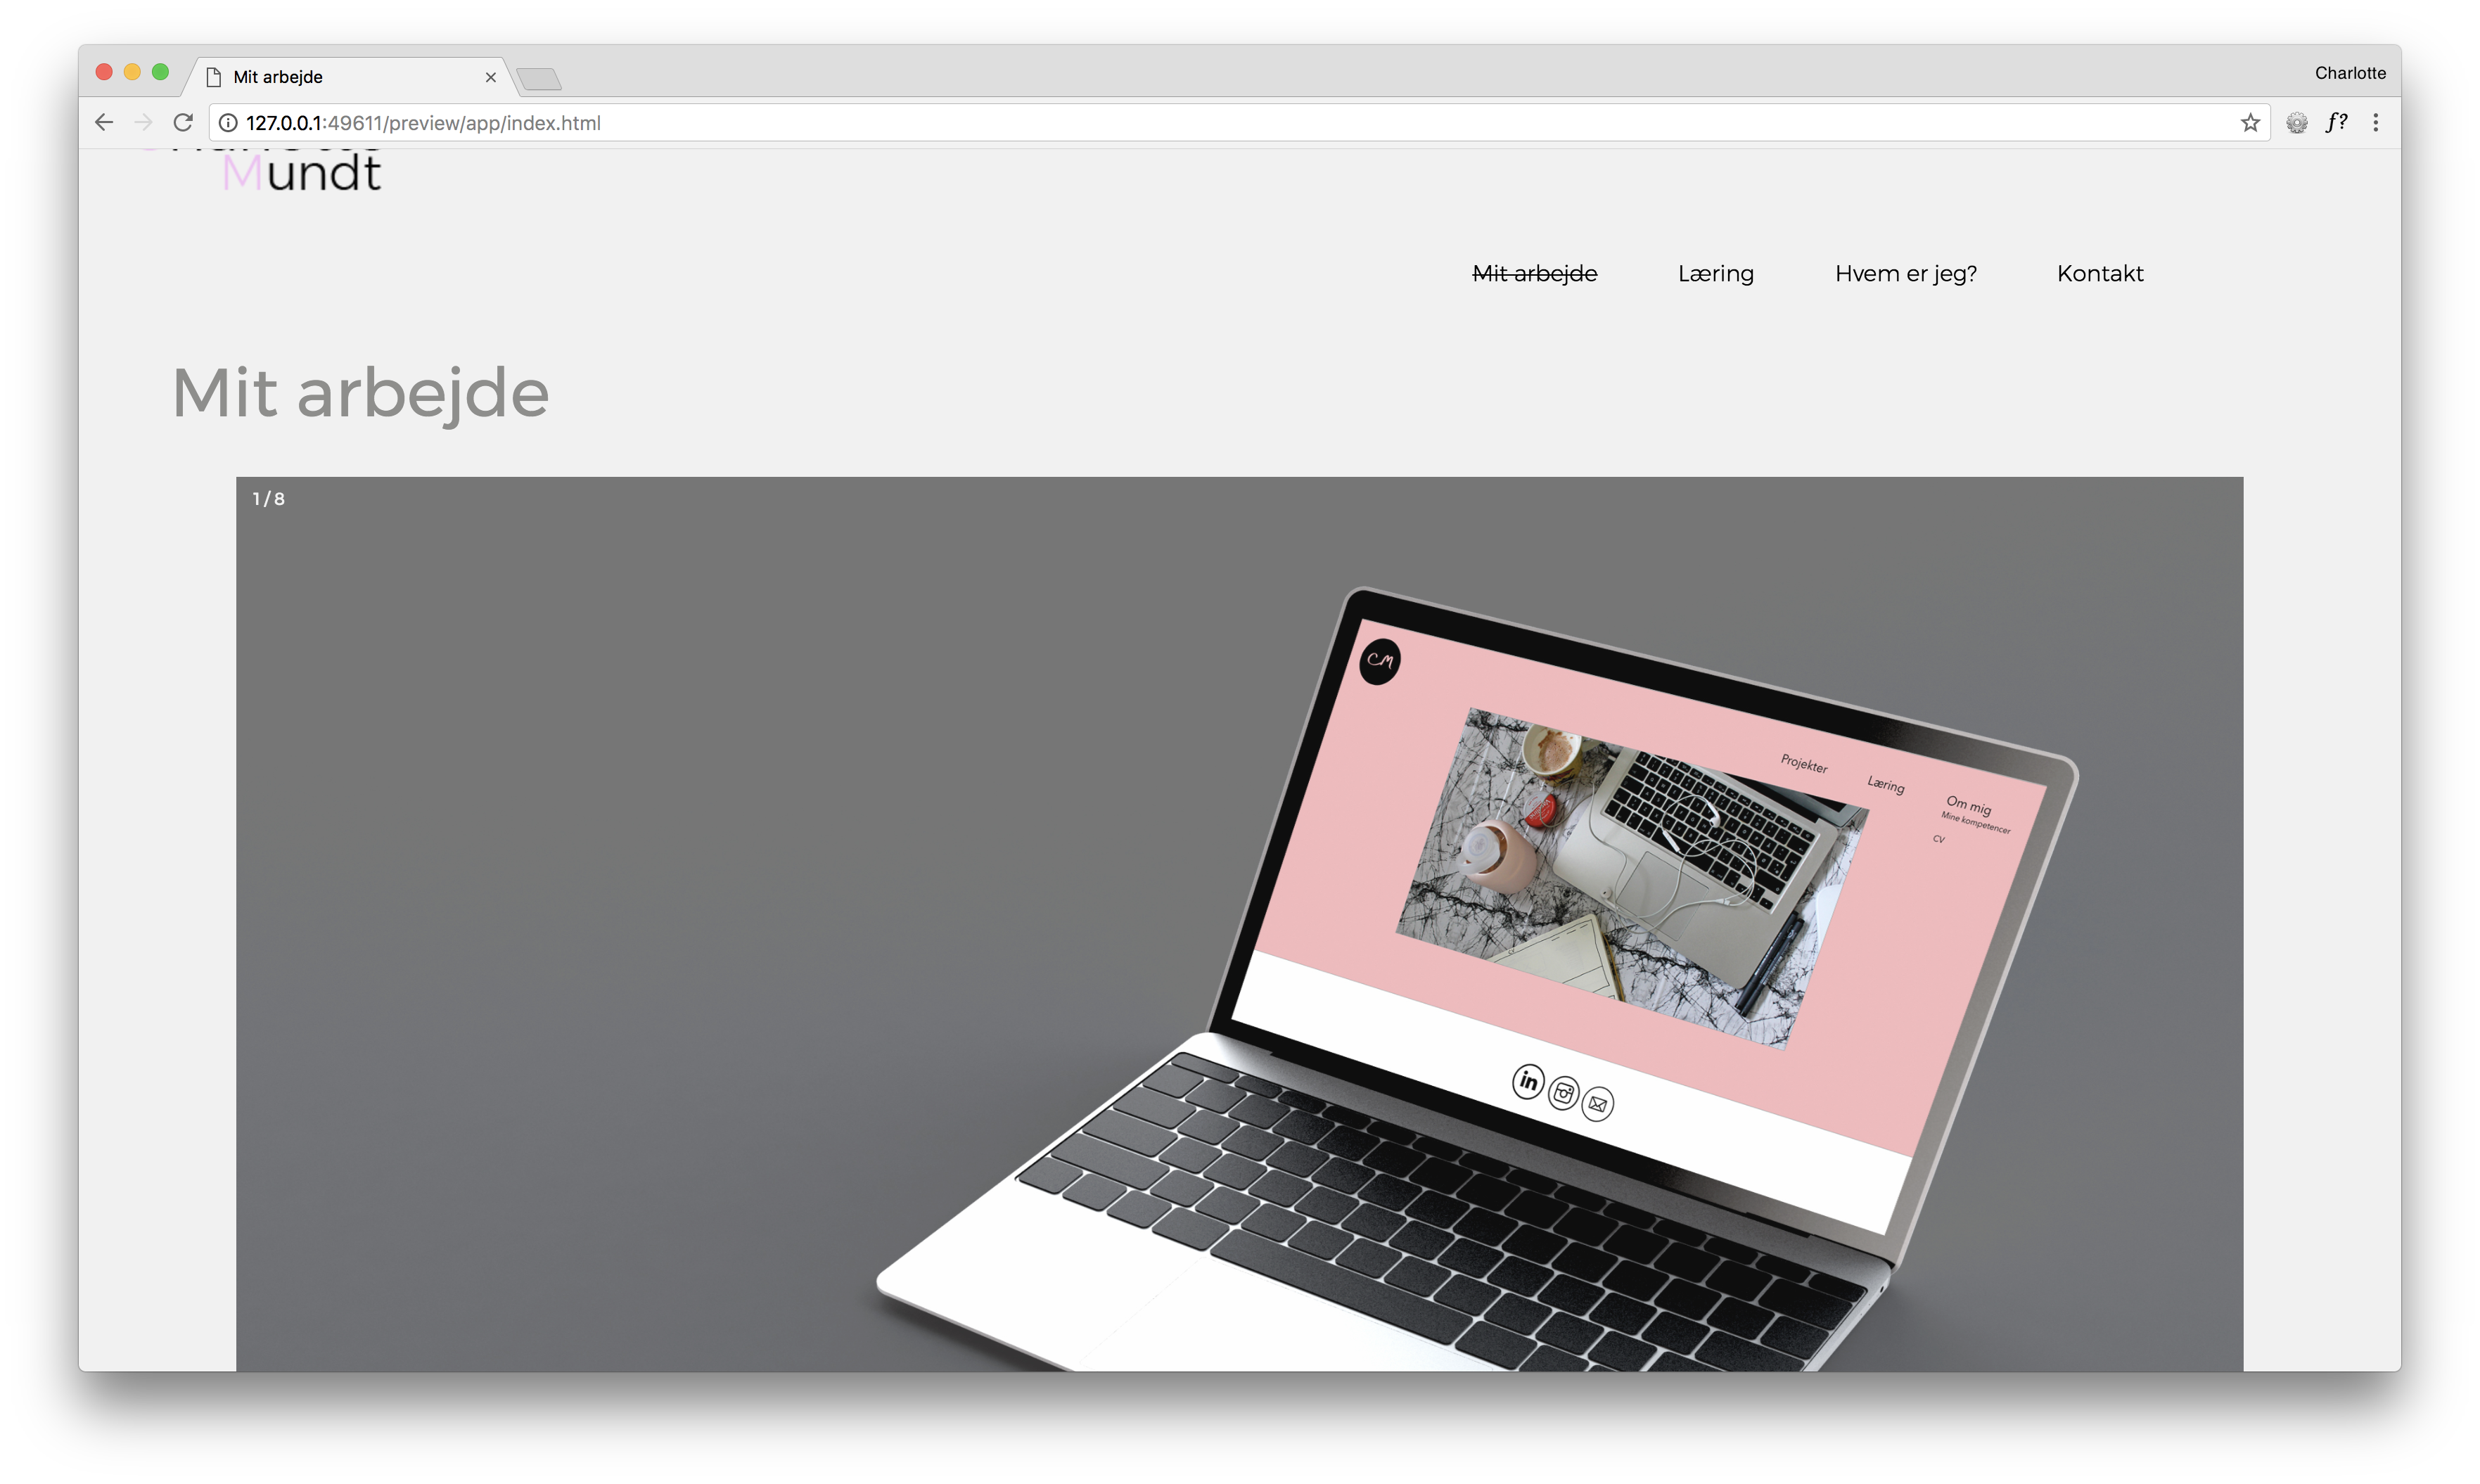 Mit arbejde
Charlotte
127.0.0.1:49611/preview/app/index.html
f?
Mundt
Mit arbejde
Læring
Hvem er jeg?
Kontakt
Mit arbejde
1 / 8
CM
Projekter
Læring
Om mig
Mine kompetencer
CV
in